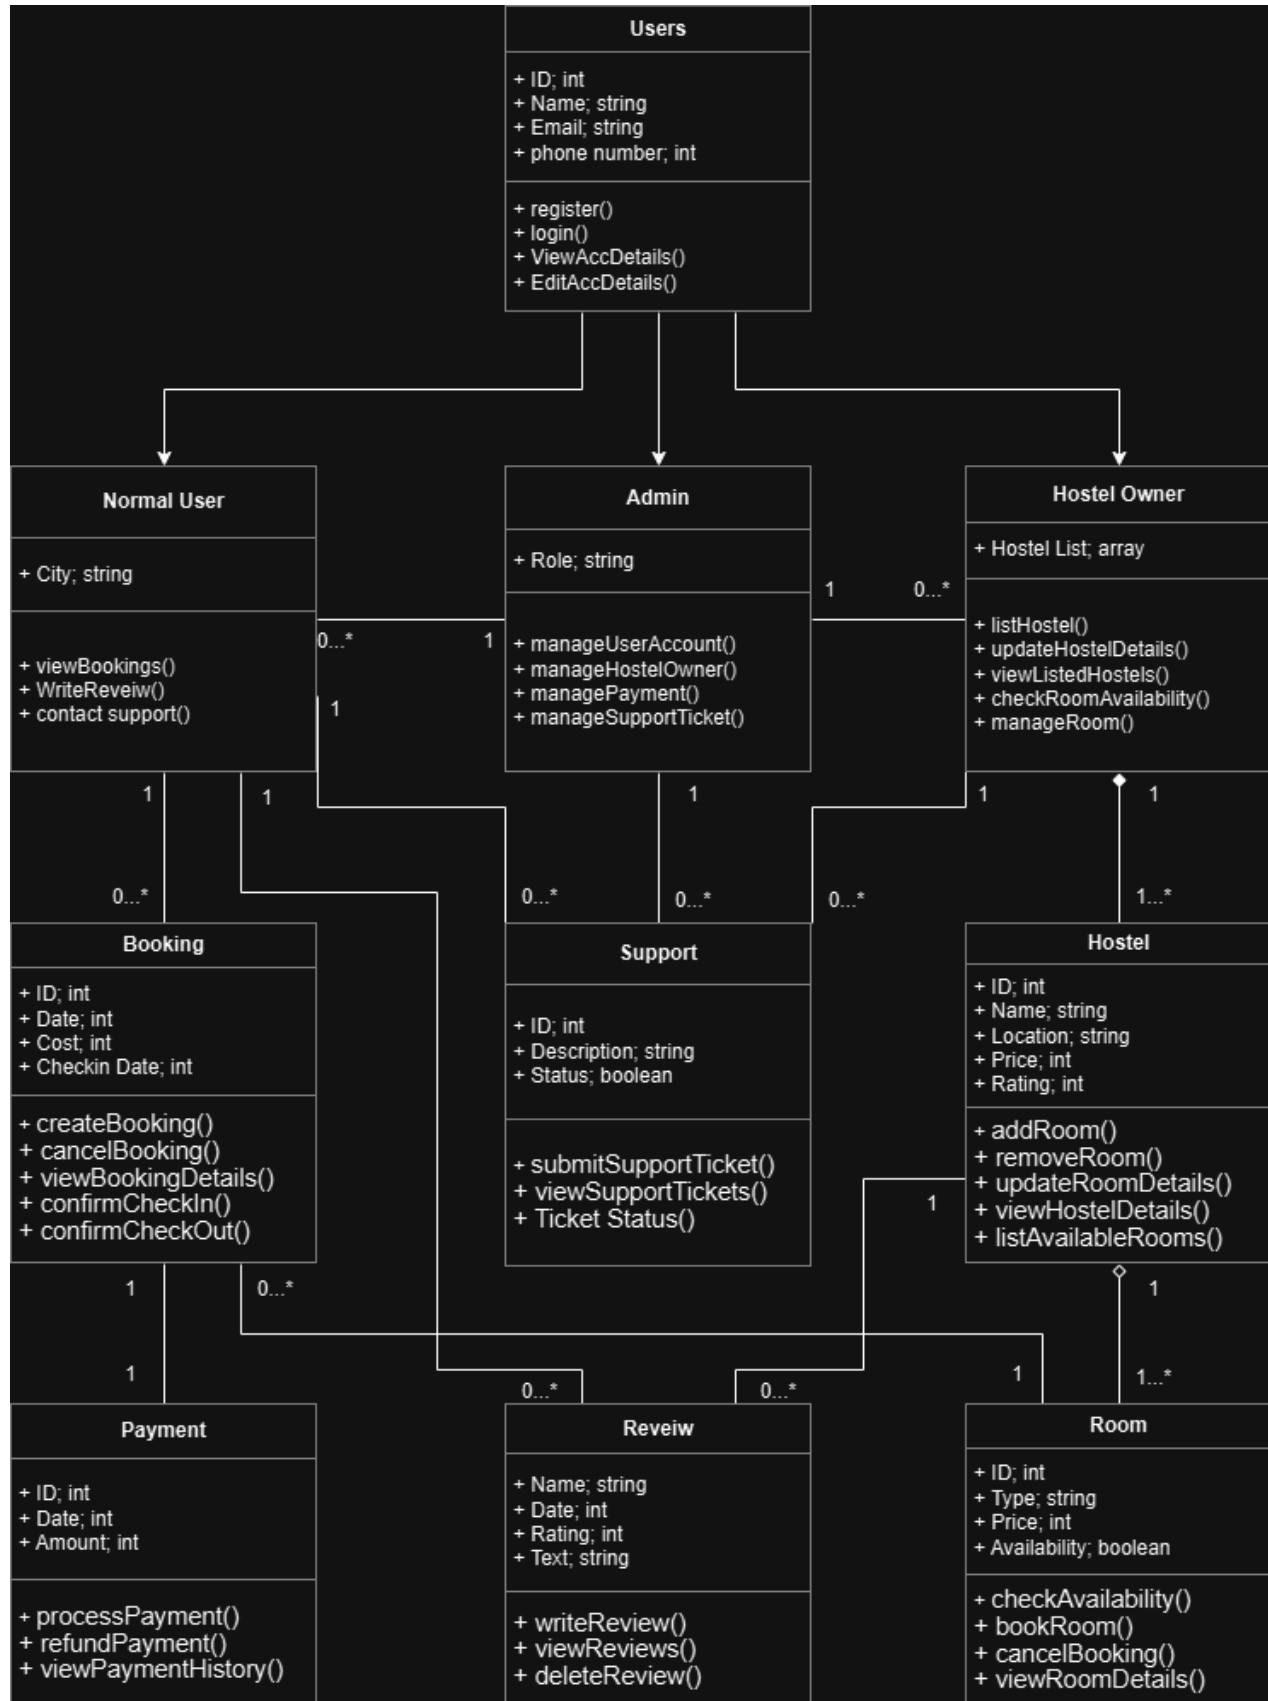 Users
+ ID; int
+ Name; string
+ Email; string
+ phone number; int
+ register()
+ login()
+ ViewAccDetails()
+ EditAccDetails()
Normal User
+ City; string
+ viewBookings()
+ WriteReveiw()
+ contact support()
Admin
+ Role; string
+ manageUserAccount()
+ manageHostelOwner()
+ managePayment()
+ manageSupportTicket()
Hostel Owner
+ Hostel List; array
+ listHostel()
+ updateHostelDetails()
+ viewListedHostels()
+ checkRoomAvailability()
+ manageRoom()
0...*
1
1
0...*
1
1
1
1
1
1
0...*
0...*
0...*
0...*
1...*
Booking
+ ID; int
+ Date; int
+ Cost; int
+ Checkin Date; int
+ createBooking()
+ cancelBooking()
+ viewBookingDetails()
+ confirmCheckIn()
+ confirmCheckOut()
Support
+ ID; int
+ Description; string
+ Status; boolean
+ submitSupportTicket()
+ viewSupportTickets()
+ Ticket Status()
Hostel
+ ID; int
+ Name; string
+ Location; string
+ Price; int
+ Rating; int
+ addRoom()
+ removeRoom()
+ updateRoomDetails()
+ viewHostelDetails()
+ listAvailableRooms()
1
1
0...*
1
1
0...*
0...*
1
1...*
Payment
+ ID; int
+ Date; int
+ Amount; int
+ processPayment()
+ refundPayment()
+ viewPaymentHistory()
Reveiw
+ Name; string
+ Date; int
+ Rating; int
+ Text; string
+ writeReview()
+ viewReviews()
+ deleteReview()
Room
+ ID; int
+ Type; string
+ Price; int
+ Availability; boolean
+ checkAvailability()
+ bookRoom()
+ cancelBooking()
+ viewRoomDetails()